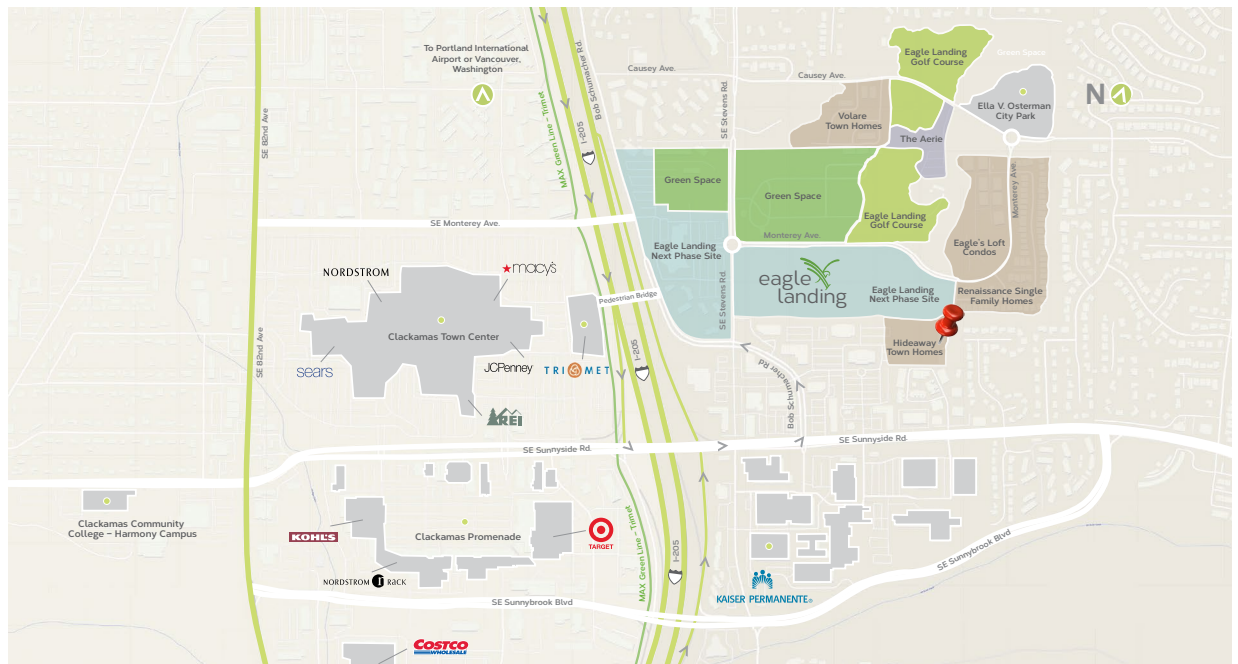 To Portland International
Airport or Vancouver,
Washington
SE 82nd Ave
MAX Green Line – Trimet
Bob Schumacher Rd.
I-205
Causey Ave.
SE Stevens Rd.
Causey Ave.
Eagle Landing
Golf Course
Green Space
N
Ella V. Osterman
City Park
Volare
Town Homes
The Aerie
Green Space
Green Space
Eagle Landing
Golf Course
Monterey Ave.
Monterey Ave.
SE Monterey Ave.
Eagle Landing
Next Phase Site
Eagle's Loft
Condos
eagle
landing
Eagle Landing
Next Phase Site
Renaissance Single
Family Homes
Hideaway
Town Homes
SE Stevens Rd.
Pedestrian Bridge
NORDSTROM
macy's
Clackamas Town Center
SE 82nd Ave
sears
JCPenney
TRIMET
I-205
REI
Bob Schumacher Rd
SE Sunnyside Rd.
SE Sunnyside Rd
Clackamas Community
College – Harmony Campus
KOHL'S
Clackamas Promenade
TARGET
MAX Green Line – Trimet
I-205
NORDSTROM r RACK
SE Sunnybrook Blvd
KAISER PERMANENTE®
SE Sunnybrook Blvd
COSTCO
WHOLESALE